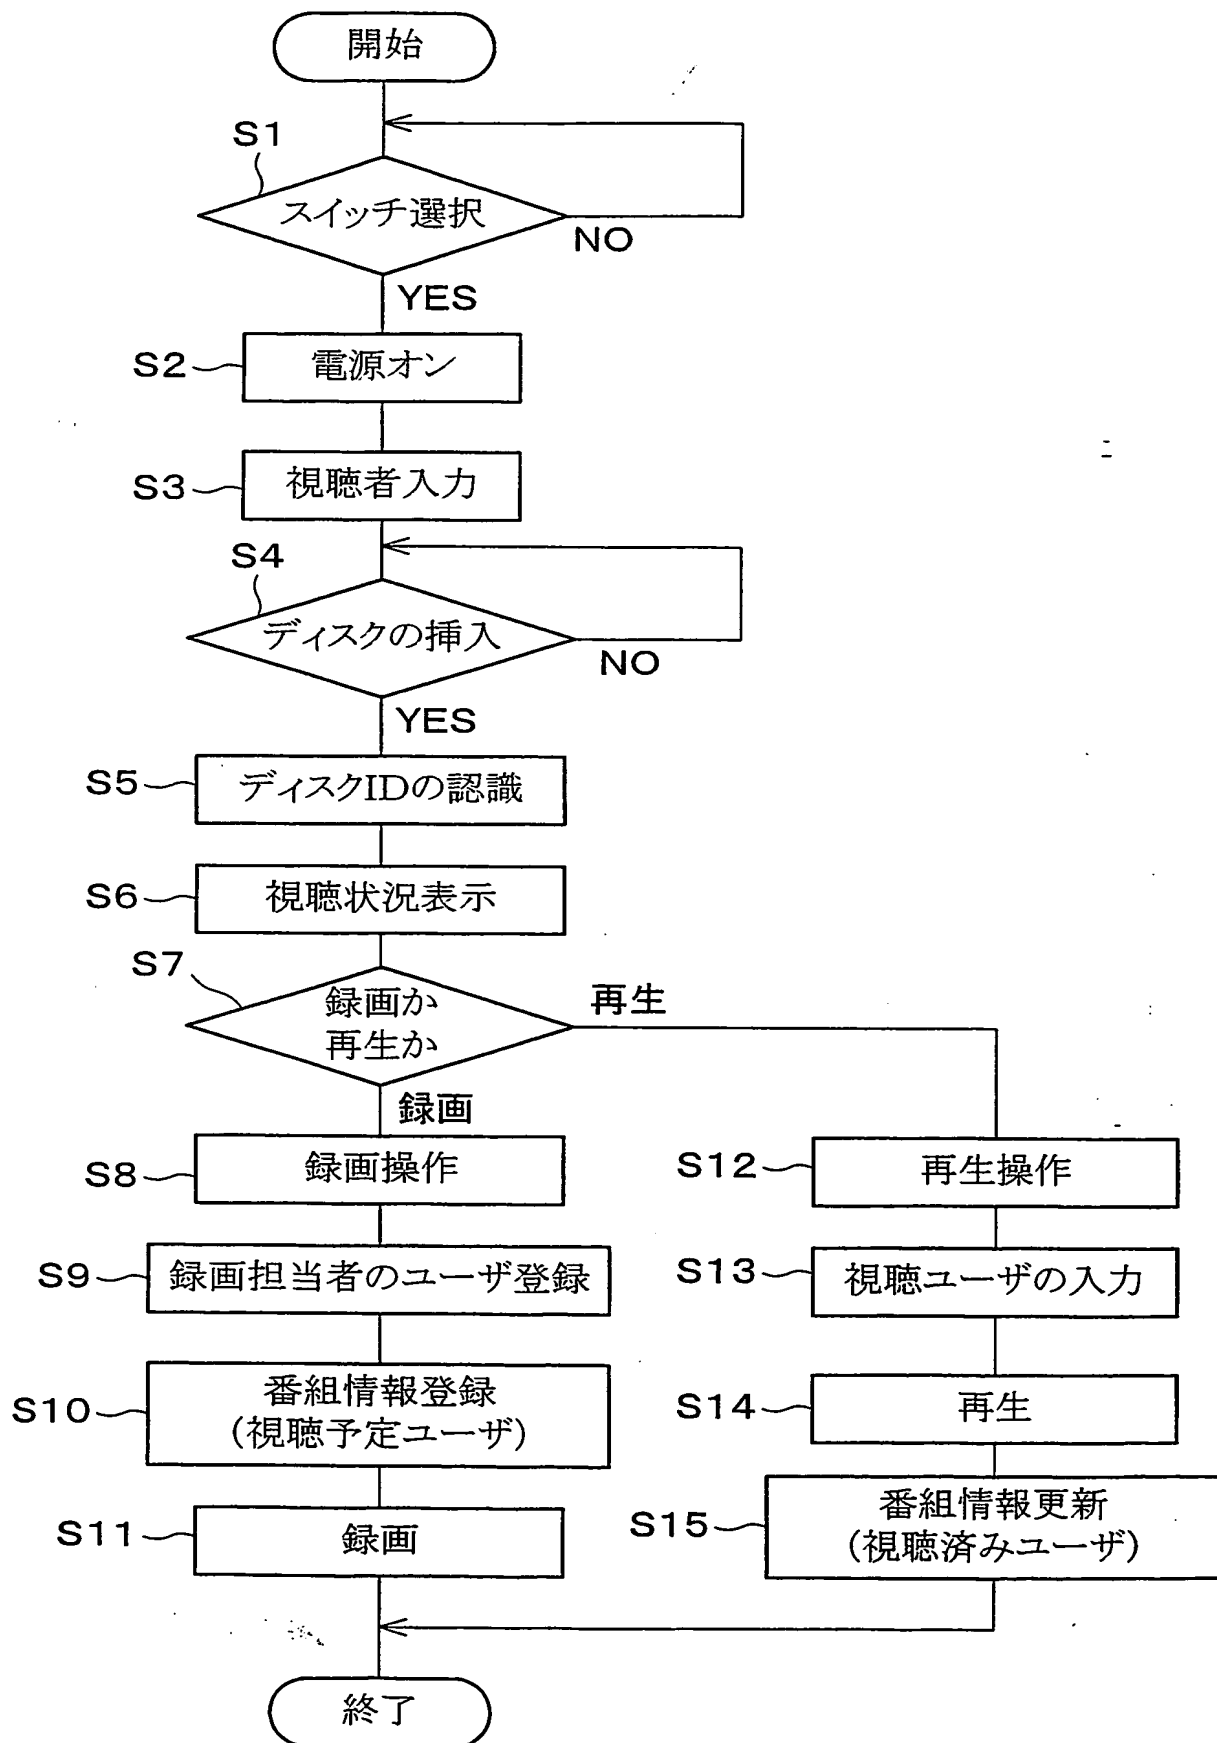 開始
S1
スイッチ選択
NO
YES
S2
電源オン
S3
視聴者入力
S4
ディスクの挿入
NO
YES
S5
ディスクIDの認識
S6
視聴状況表示
S7
録画か
再生か
再生
録画
S8
録画操作
S9
録画担当者のユーザ登録
S10
番組情報登録
(視聴予定ユーザ)
S11
録画
S12
再生操作
S13
視聴ユーザの入力
S14
再生
S15
番組情報更新
(視聴済みユーザ)
終了